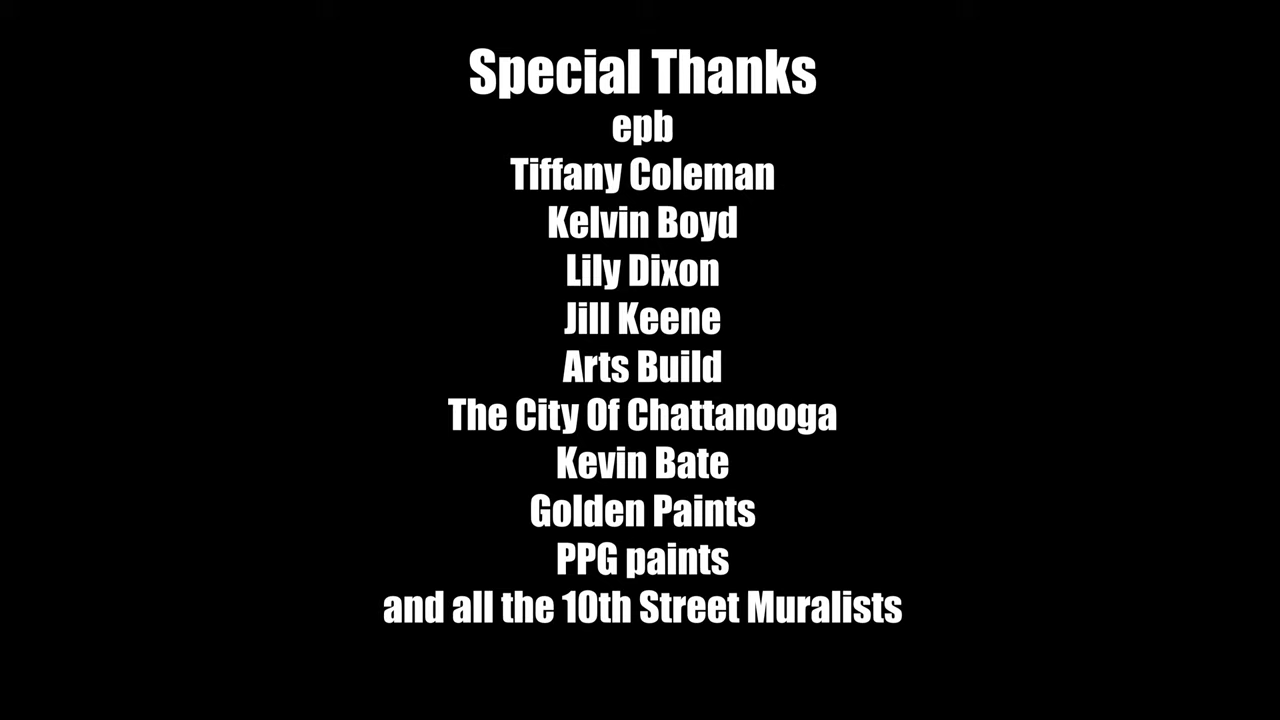 Special Thanks
epb
Tiffany Coleman
Kelvin Boyd
Lily Dixon
Jill Keene
Arts Build
The City Of Chattanooga
Kevin Bate
Golden Paints
PPG paints
and all the 10th Street Muralists